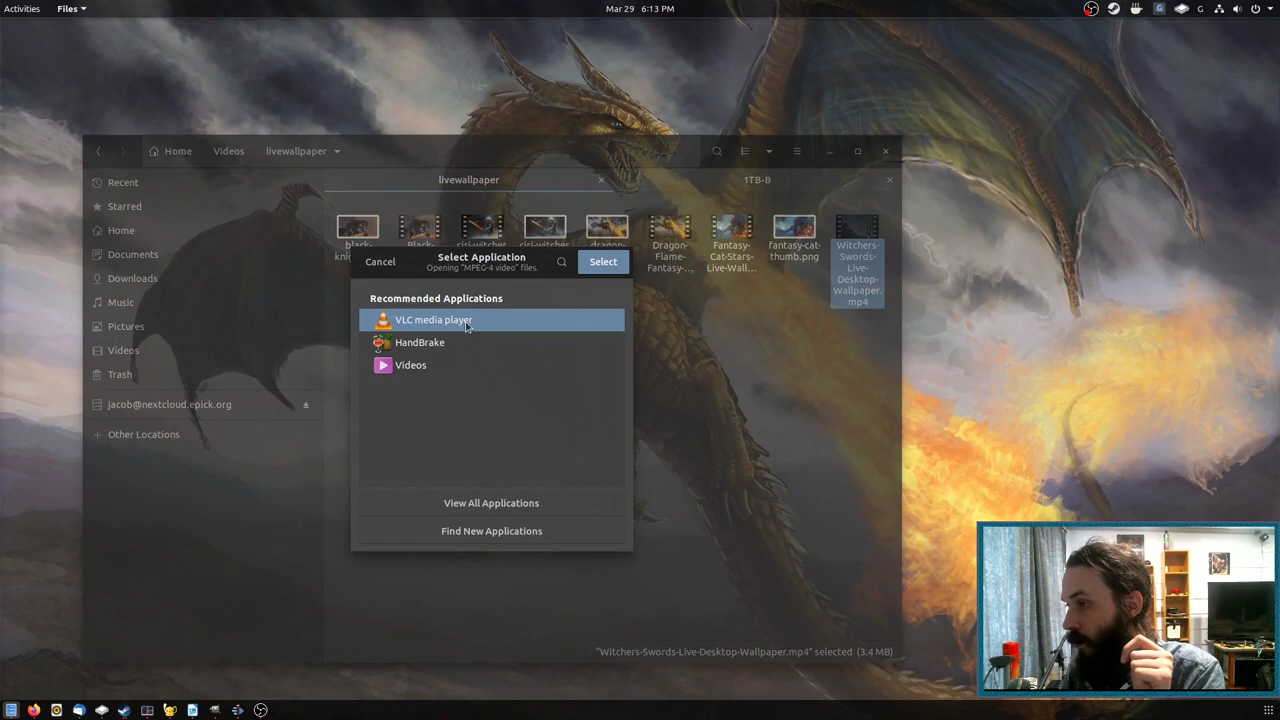 Activities Files Mar 29 6:13 PM G G
Home Videos livewallpaper
livewallpaper 1TB-B
Recent
Starred
Home
Documents
Downloads
Music
Pictures
Videos
Trash
jacob@nextcloud.epick.org
Other Locations
Dragon-
Flame-
Fantasy-...
Fantasy-
Cat-Stars-
Live-Wall...
fantasy-cat-
thumb.png
Witchers-
Swords-
Live-
Desktop-
Wallpaper.
mp4
Cancel Select Application Select
Opening "MPEG-4 video" files.
Recommended Applications
VLC media player
HandBrake
Videos
View All Applications
Find New Applications
"Witchers-Swords-Live-Desktop-Wallpaper.mp4" selected (3.4 MB)